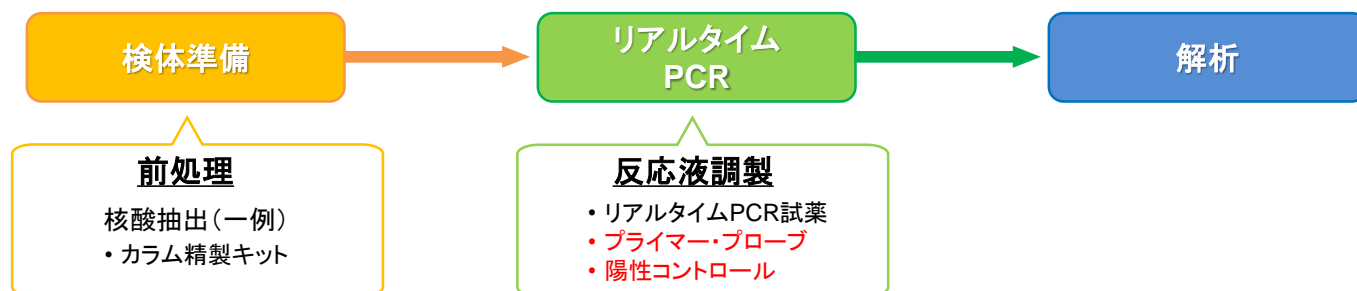 検体準備
リアルタイム
PCR
解析
前処理
核酸抽出(一例)
• カラム精製キット
反応液調製
• リアルタイムPCR試薬
• プライマー・プローブ
• 陽性コントロール